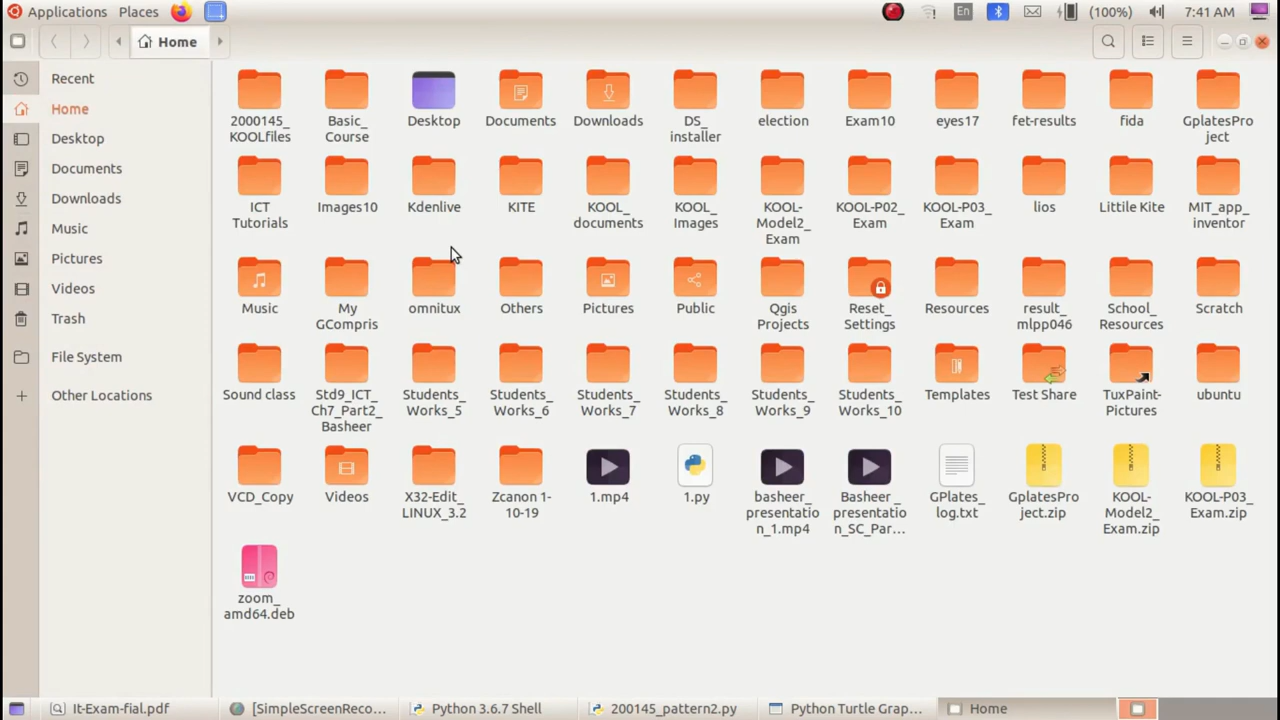 Applications Places En (100%) 7:41 AM
Home
Recent
Home
Desktop
Documents
Downloads
Music
Pictures
Videos
Trash
File System
Other Locations
2000145_
KOOLfiles
Basic_
Course
Desktop
Documents
Downloads
DS_
installer
election
Exam10
eyes17
fet-results
fida
GplatesPro
ject
ICT
Tutorials
Images10
Kdenlive
KITE
KOOL_
documents
KOOL_
Images
KOOL-
Model2_
Exam
KOOL-P02_
Exam
KOOL-P03_
Exam
lios
Littile Kite
MIT_app_
inventor
Music
My
GCompris
omnitux
Others
Pictures
Public
Qgis
Projects
Reset_
Settings
Resources
result_
mlpp046
School_
Resources
Scratch
Sound class
Std9_ICT_
Ch7_Part2_
Basheer
Students_
Works_5
Students_
Works_6
Students_
Works_7
Students_
Works_8
Students_
Works_9
Students_
Works_10
Templates
Test Share
TuxPaint-
Pictures
ubuntu
VCD_Copy
Videos
X32-Edit_
LINUX_3.2
Zcanon 1-
10-19
1.mp4
1.py
basheer_
presentatio
n_1.mp4
Basheer_
presentatio
n_SC_Par...
GPlates_
log.txt
GplatesPro
ject.zip
KOOL-
Model2_
Exam.zip
KOOL-P03_
Exam.zip
zoom_
amd64.deb
It-Exam-fial.pdf [SimpleScreenReco... Python 3.6.7 Shell 200145_pattern2.py Python Turtle Grap... Home